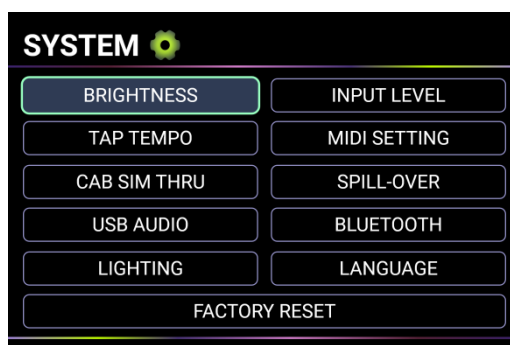 SYSTEM
BRIGHTNESS
INPUT LEVEL
TAP TEMPO
MIDI SETTING
CAB SIM THRU
SPILL-OVER
USB AUDIO
BLUETOOTH
LIGHTING
LANGUAGE
FACTORY RESET